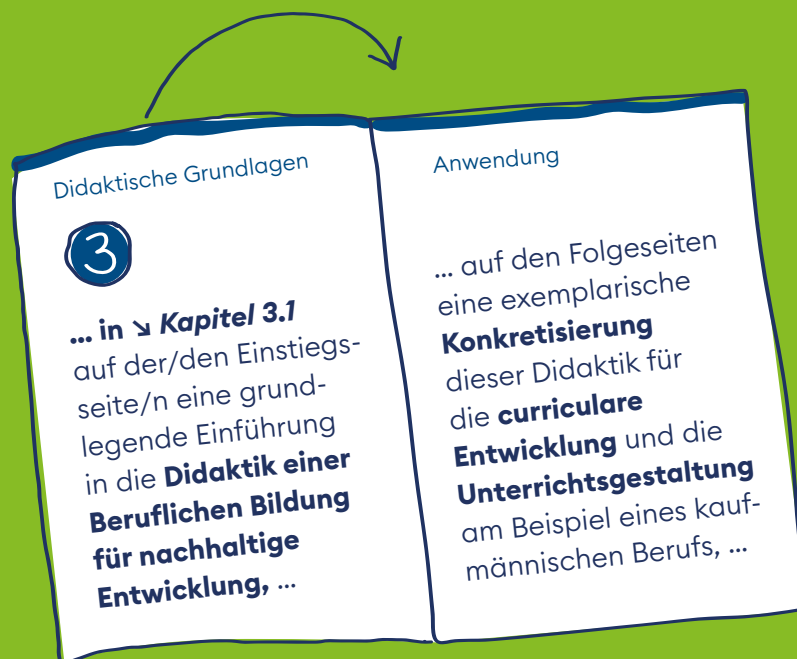 Didaktische Grundlagen
3
... in ↘ Kapitel 3.1
auf der/den Einstiegs-
seite/n eine grund-
legende Einführung
in die Didaktik einer
Beruflichen Bildung
für nachhaltige
Entwicklung, ...
Anwendung
... auf den Folgeseiten
eine exemplarische
Konkretisierung
dieser Didaktik für
die curriculare
Entwicklung und die
Unterrichtsgestaltung
am Beispiel eines kauf-
männischen Berufs, ...